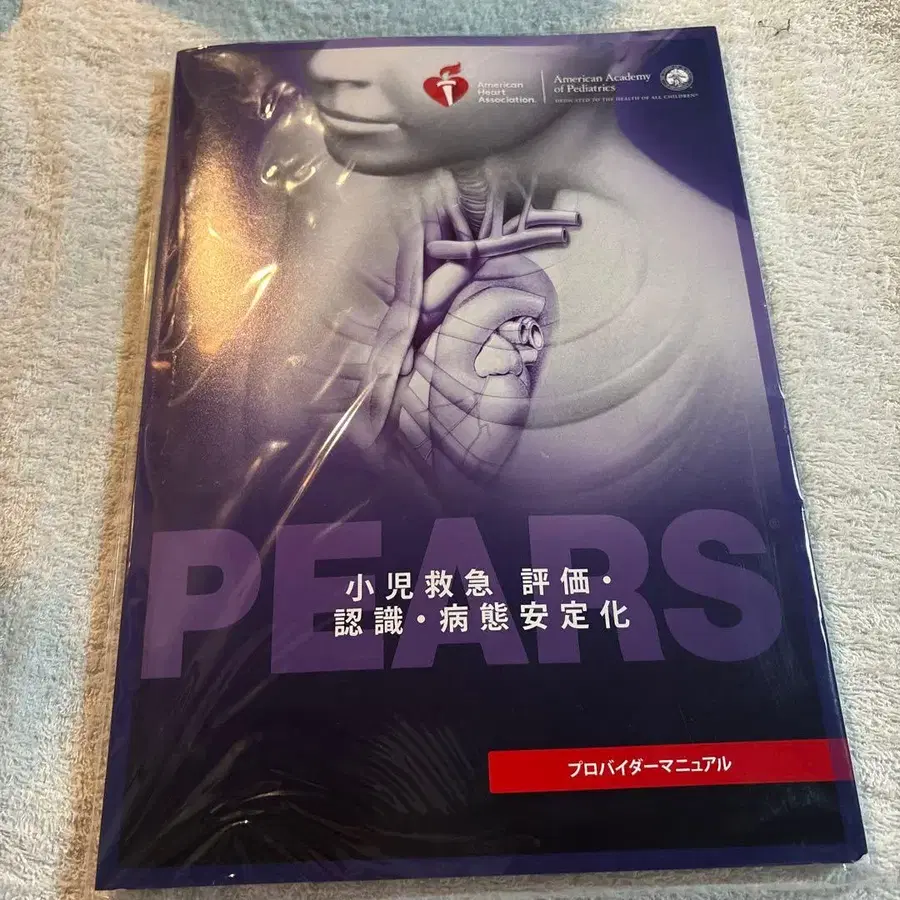 American
Heart
Association®
American Academy
of Pediatrics
DEDICATED TO THE HEALTH OF ALL CHILDREN®
PEARS®
小児救急 評価・
認識・病態安定化
プロバイダーマニュアル